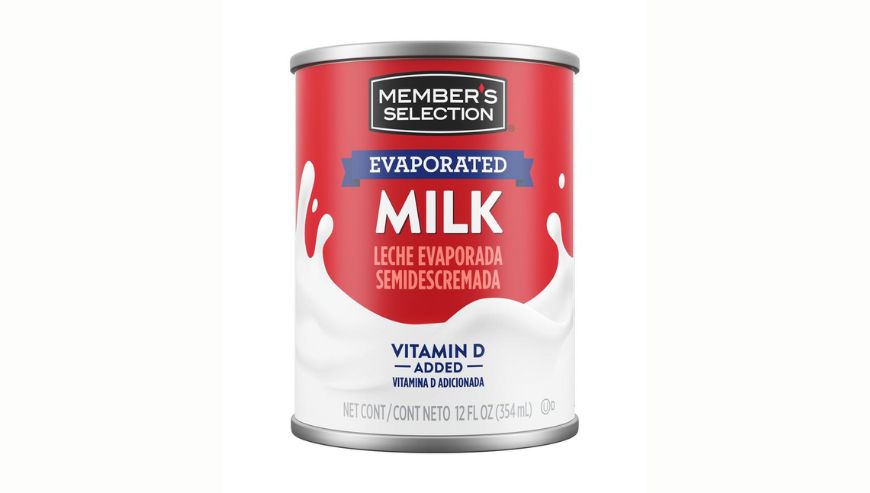 MEMBER'S
SELECTION
EVAPORATED
MILK
LECHE EVAPORADA
SEMIDESCREMADA
VITAMIN D
ADDED
VITAMINA D ADICIONADA
NET CONT/CONT NETO 12 FL OZ (354 mL)